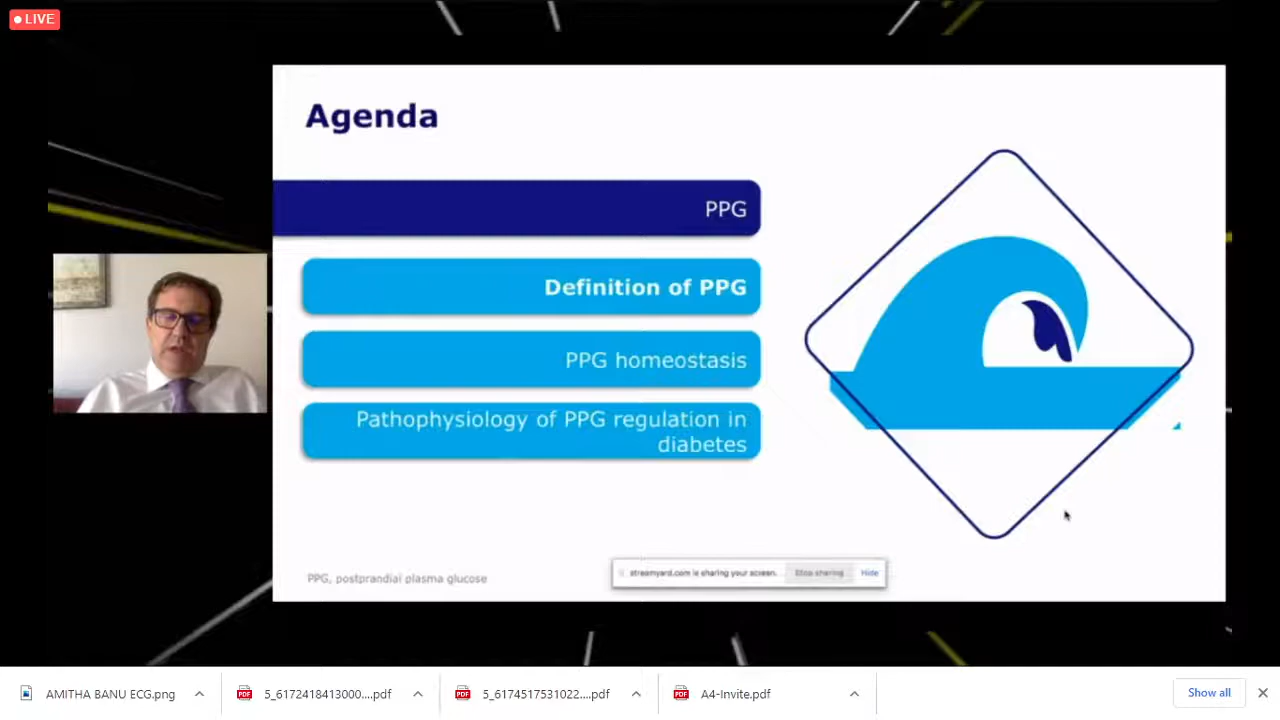 LIVE
Agenda
PPG
Definition of PPG
PPG homeostasis
Pathophysiology of PPG regulation in
diabetes
PPG, postprandial plasma glucose
streamyard.com is sharing your screen.
Stop sharing
Hide
AMITHA BANU ECG.png
5_6172418413000....pdf
5_6174517531022....pdf
A4-Invite.pdf
Show all